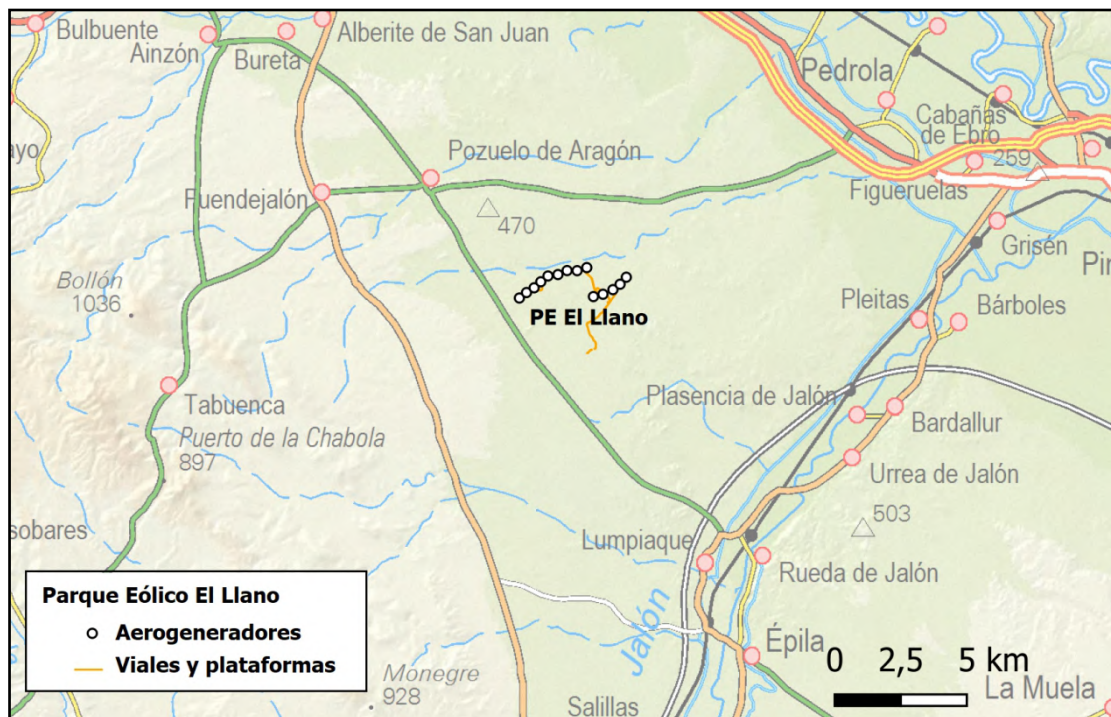 Bulbuente
Ainzón
Bureta
Alberite de San Juan
Pedrola
Cabañas
de Ebro
259
ayo
Pozuelo de Aragón
Fuendejalón
470
Figueruelas
Grisén
Pin
Bollón
1036
PE El Llano
Pleitas
Bárboles
Tabuenca
Puerto de la Chabola
897
Plasencia de Jalón
Bardallur
Urrea de Jalón
503
sobares
Lumpiaque
Rueda de Jalón
Jalón
Épila
Parque Eólico El Llano
Aerogeneradores
Viales y plataformas
Monegre
928
Salillas
0 2,5 5 km
La Muela